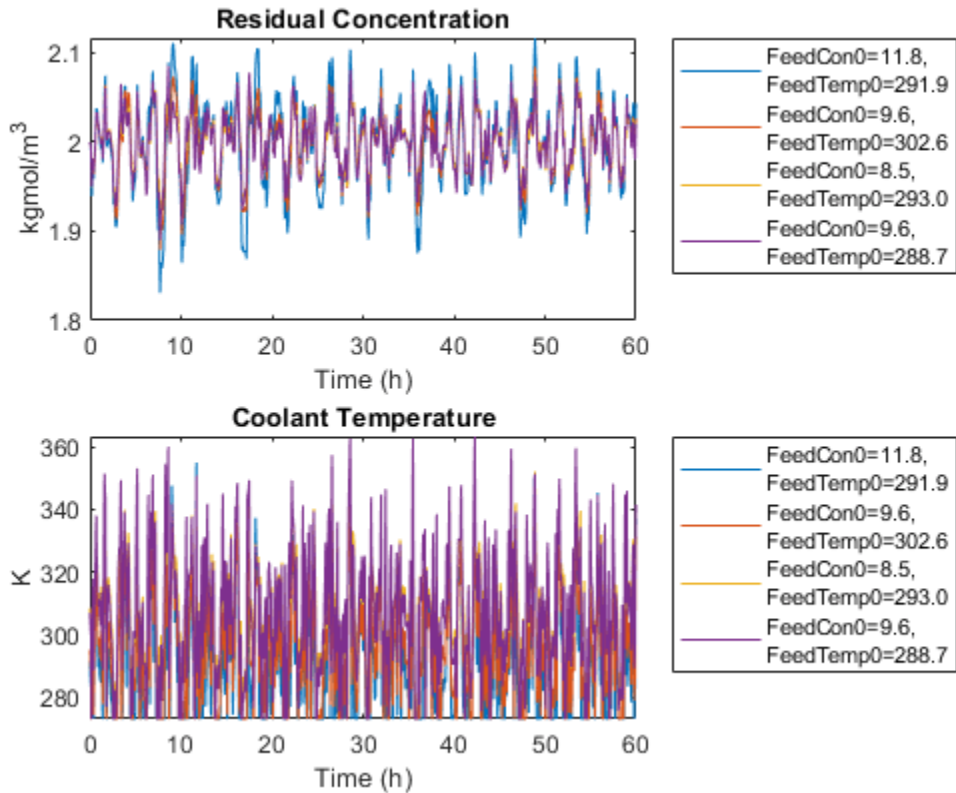 Residual Concentration
2.1
2
1.9
1.8
kgmol/m³
0 10 20 30 40 50 60
Time (h)
FeedCon0=11.8,
FeedTemp0=291.9
FeedCon0=9.6,
FeedTemp0=302.6
FeedCon0=8.5,
FeedTemp0=293.0
FeedCon0=9.6,
FeedTemp0=288.7
Coolant Temperature
360
340
320
300
280
K
0 10 20 30 40 50 60
Time (h)
FeedCon0=11.8,
FeedTemp0=291.9
FeedCon0=9.6,
FeedTemp0=302.6
FeedCon0=8.5,
FeedTemp0=293.0
FeedCon0=9.6,
FeedTemp0=288.7